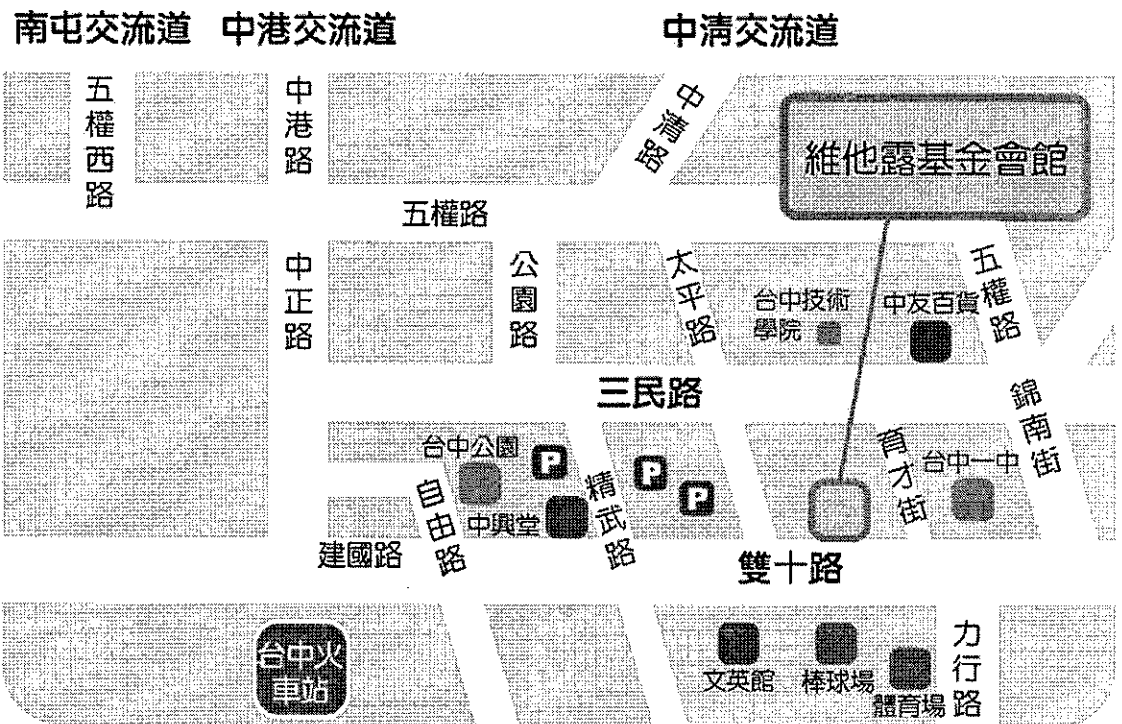 南屯交流道
中港交流道
中清交流道
五權西路
中港路
中清路
維他露基金會館
五權路
中正路
公園路
太平路
台中技術
學院
中友百貨
五權路
三民路
錦南街
台中公園
P
P
P
自由路
中興堂
精武路
育才街
台中一中
建國路
雙十路
台中火
車站
文英館
棒球場
體育場
力行路